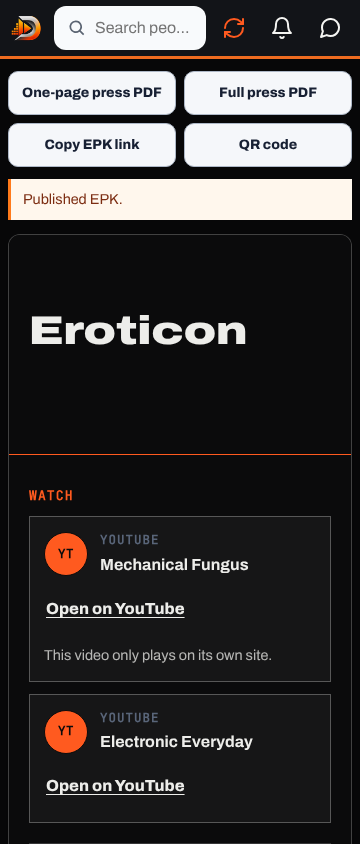 Search peo...
One-page press PDF
Full press PDF
Copy EPK link
QR code
Published EPK.
Eroticon
WATCH
YT
YOUTUBE
Mechanical Fungus
Open on YouTube
This video only plays on its own site.
YT
YOUTUBE
Electronic Everyday
Open on YouTube